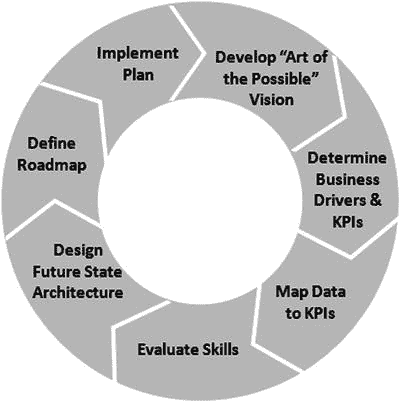 Implement
Plan
Develop “Art of
the Possible”
Vision
Determine
Business
Drivers &
KPIs
Map Data
to KPIs
Evaluate Skills
Design
Future State
Architecture
Define
Roadmap